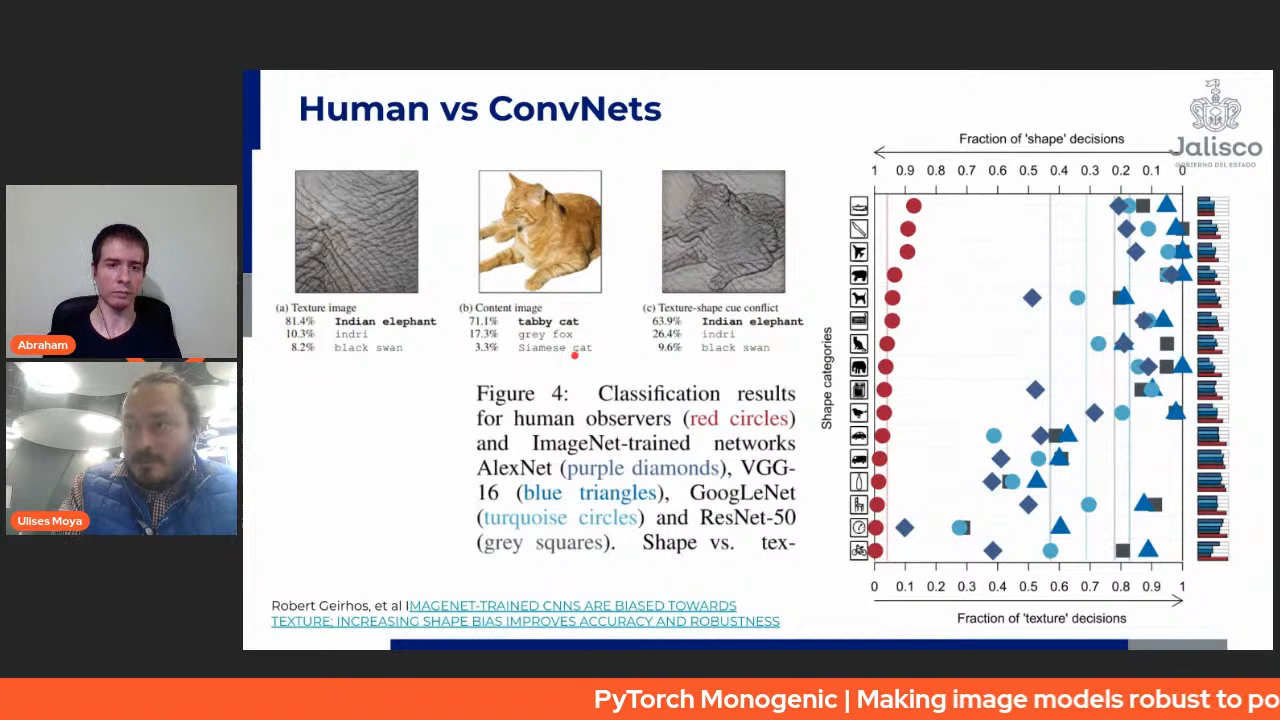 Human vs ConvNets
Jalisco
GOBIERNO DEL ESTADO
Fraction of 'shape' decisions
1 0.9 0.8 0.7 0.6 0.5 0.4 0.3 0.2 0.1 0
(a) Texture image
81.4% Indian elephant
10.3% indri
8.2% black swan
(b) Content image
71.1% tabby cat
17.3% grey fox
3.3% Siamese cat
(c) Texture-shape cue conflict
63.9% Indian elephant
26.4% indri
9.6% black swan
Shape categories
Figure 4: Classification results
for human observers (red circles)
and ImageNet-trained networks
AlexNet (purple diamonds), VGG-
16 (blue triangles), GoogLeNet
(turquoise circles) and ResNet-50
(grey squares). Shape vs. tex-
0 0.1 0.2 0.3 0.4 0.5 0.6 0.7 0.8 0.9 1
Fraction of 'texture' decisions
Robert Geirhos, et al IMAGENET-TRAINED CNNS ARE BIASED TOWARDS
TEXTURE; INCREASING SHAPE BIAS IMPROVES ACCURACY AND ROBUSTNESS
Abraham
Ulises Moya
PyTorch Monogenic | Making image models robust to po